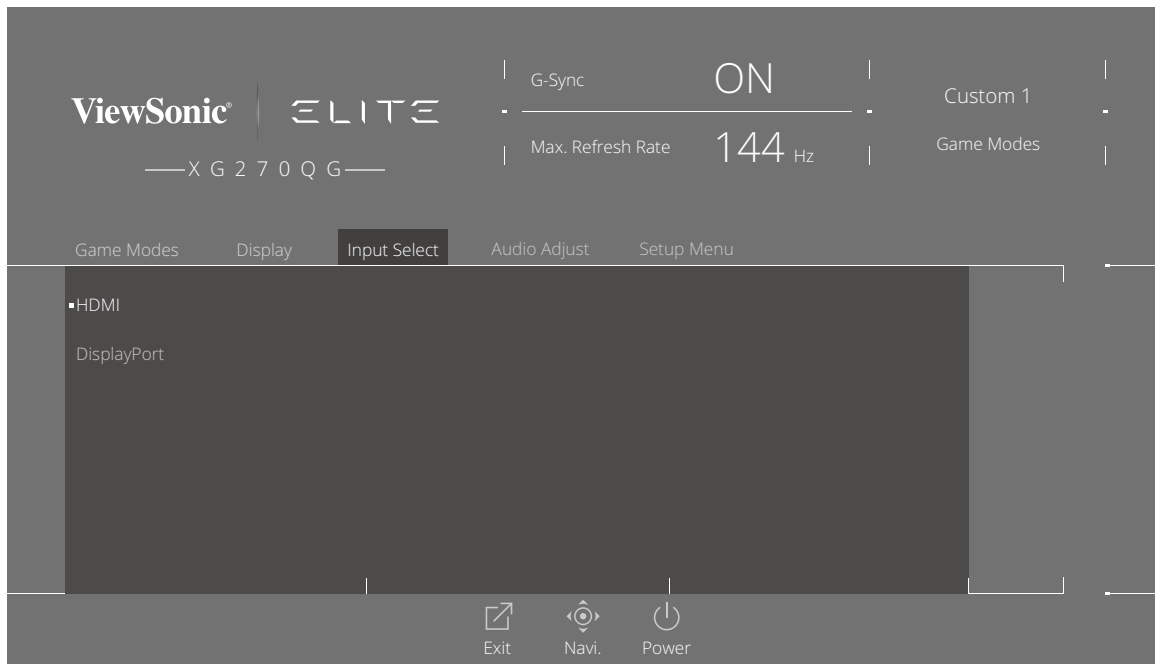 ViewSonic® ELITE
XG270QG
G-Sync ON
Max. Refresh Rate 144 Hz
Custom 1
Game Modes
Game Modes Display Input Select Audio Adjust Setup Menu
HDMI
DisplayPort
Exit Navi. Power